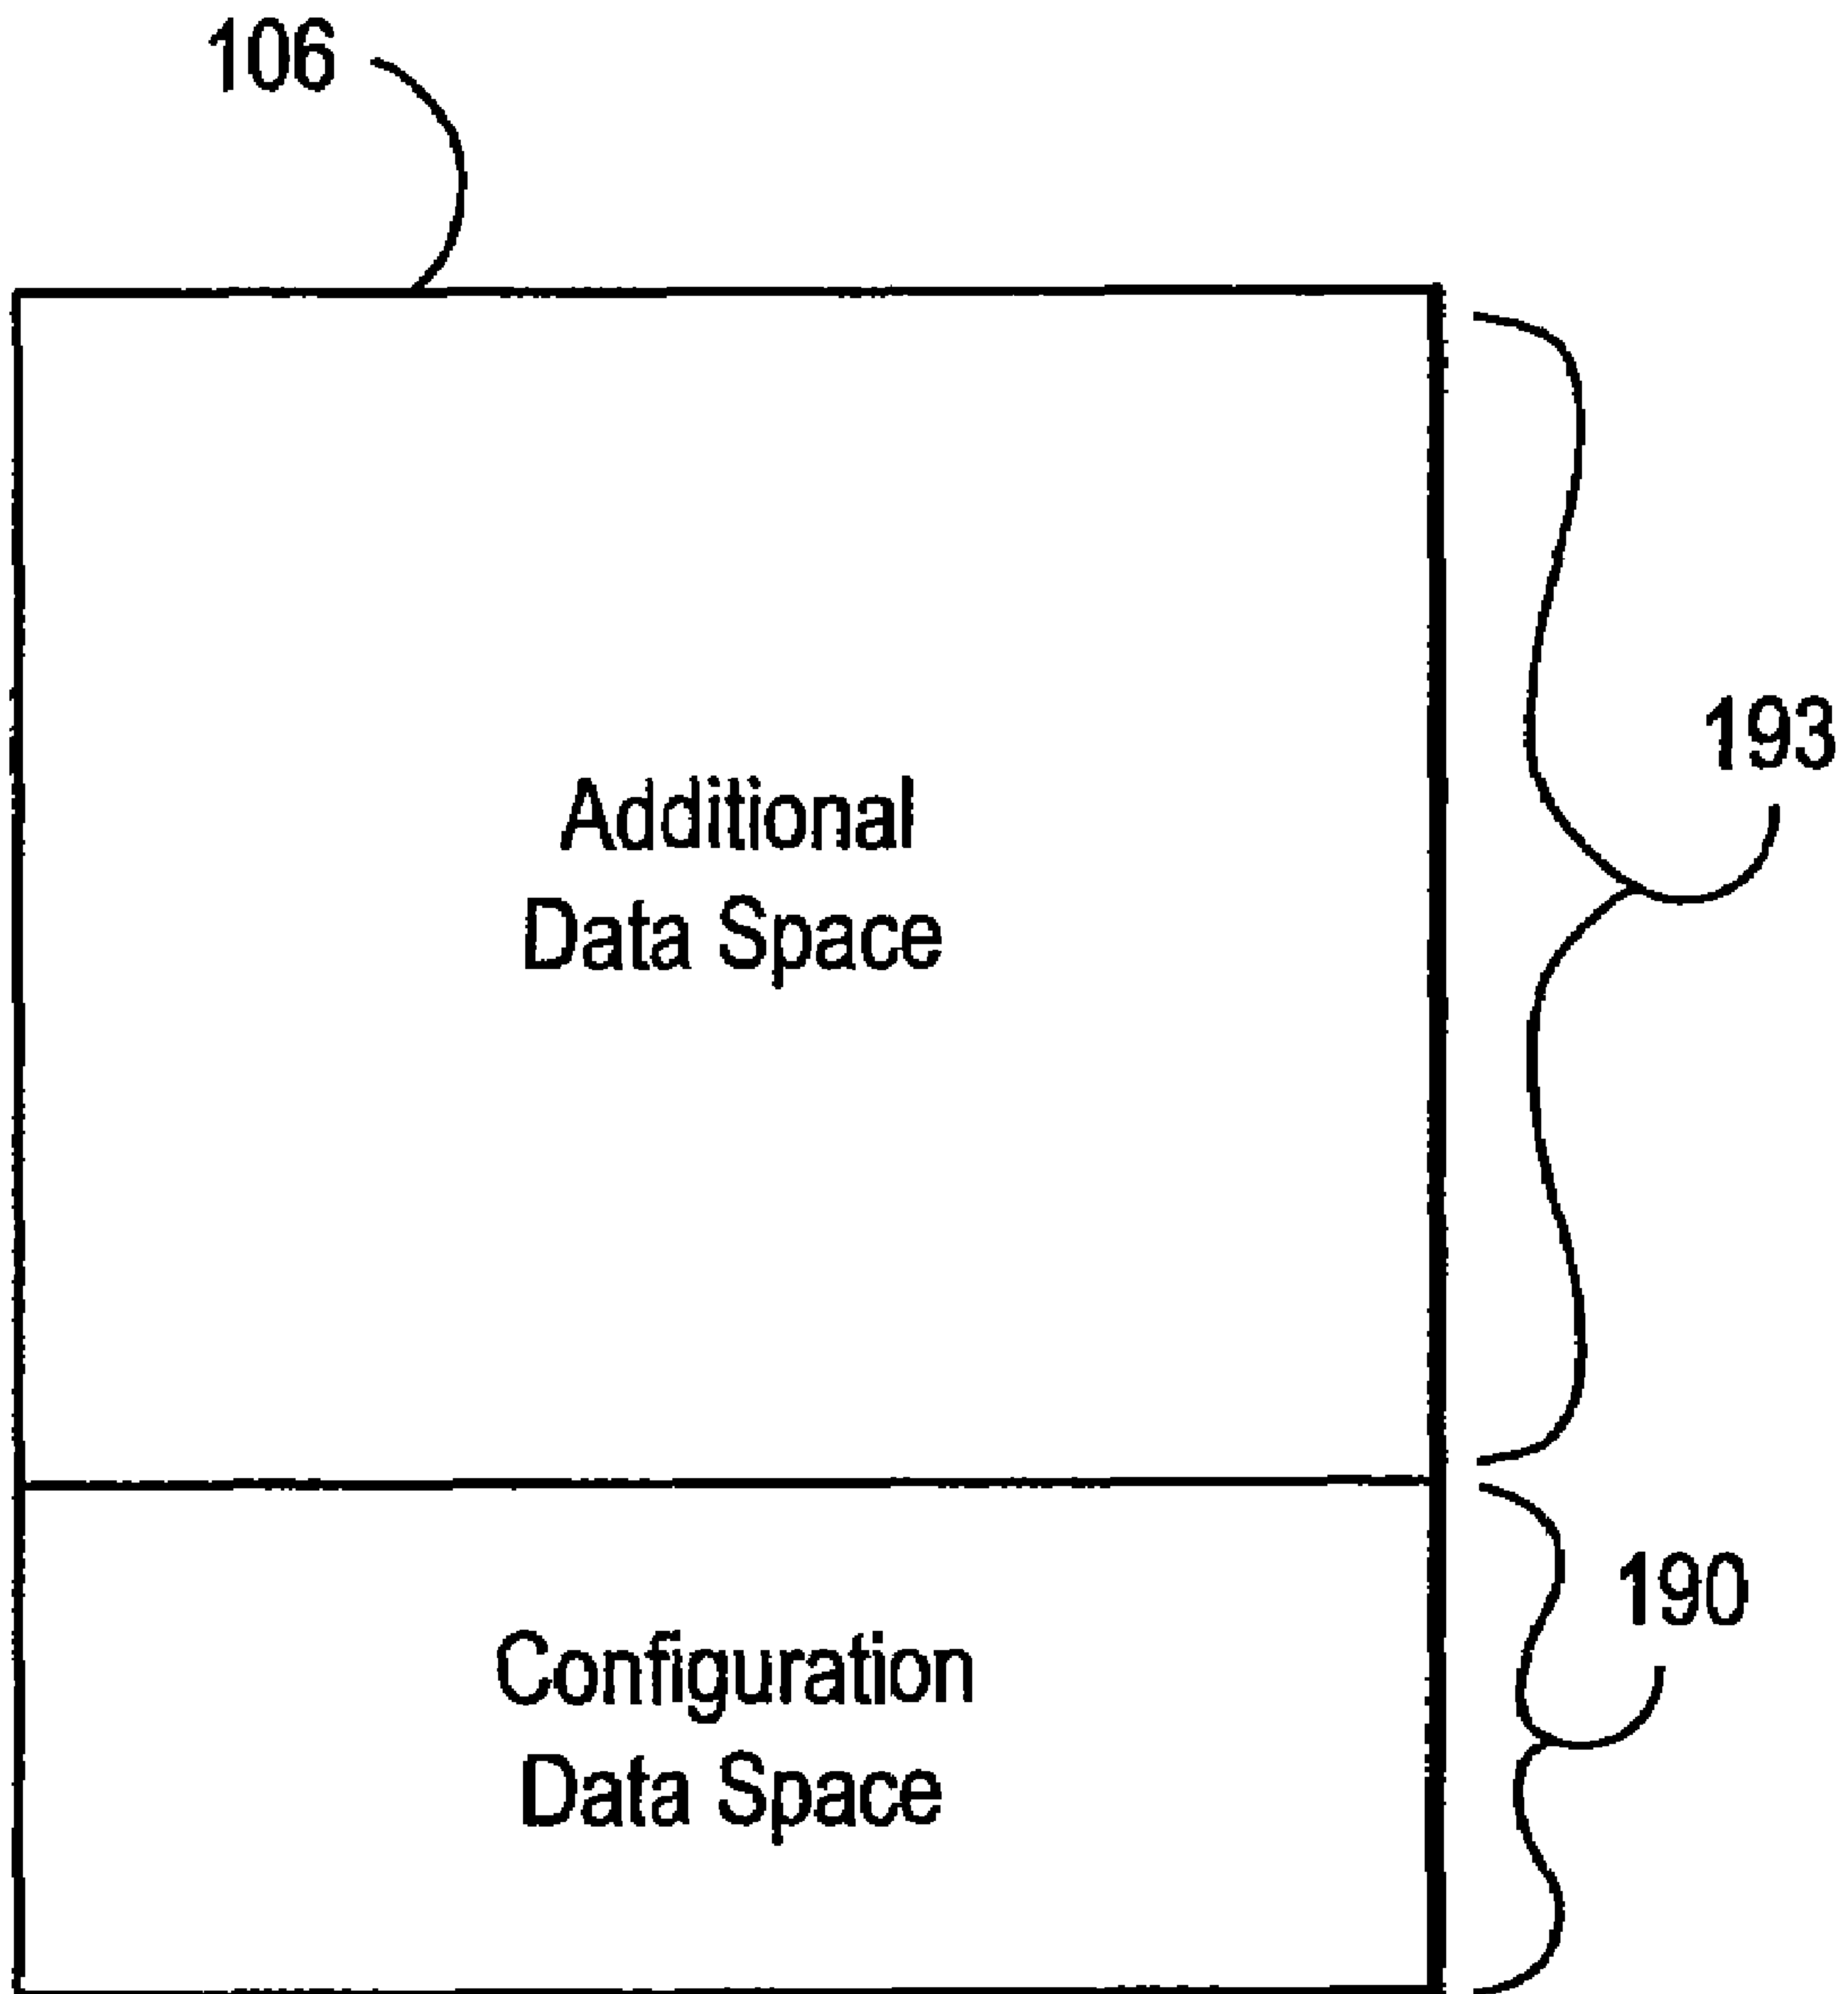 106
193
Additional
Data Space
190
Configuration
Data Space